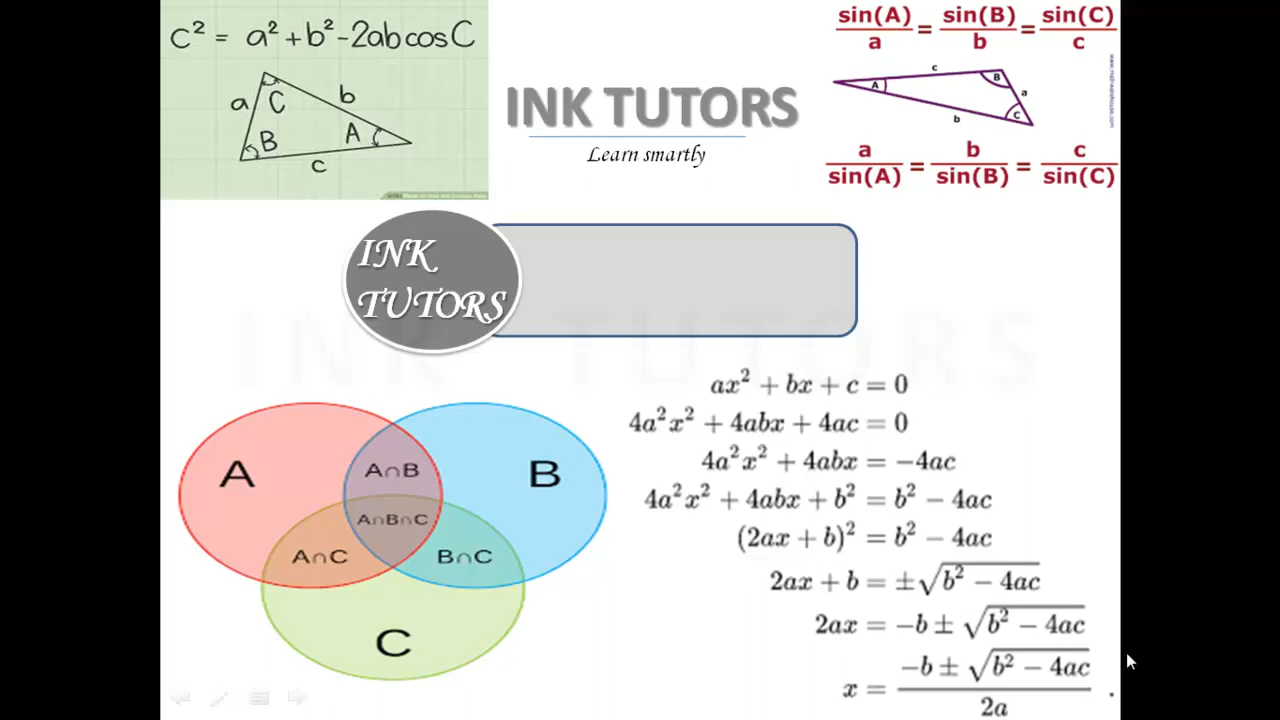 c² = a² + b² - 2ab cos C
a
C
b
B
A
c
INK TUTORS
Learn smartly
sin(A)/a = sin(B)/b = sin(C)/c
c
A
B
a
C
b
a/sin(A) = b/sin(B) = c/sin(C)
INK
TUTORS
INK TUTORS
A
B
A∩B
A∩B∩C
A∩C
B∩C
C
ax² + bx + c = 0
4a²x² + 4abx + 4ac = 0
4a²x² + 4abx = -4ac
4a²x² + 4abx + b² = b² - 4ac
(2ax + b)² = b² - 4ac
2ax + b = ±√(b² - 4ac)
2ax = -b ± √(b² - 4ac)
x = (-b ± √(b² - 4ac))/2a .